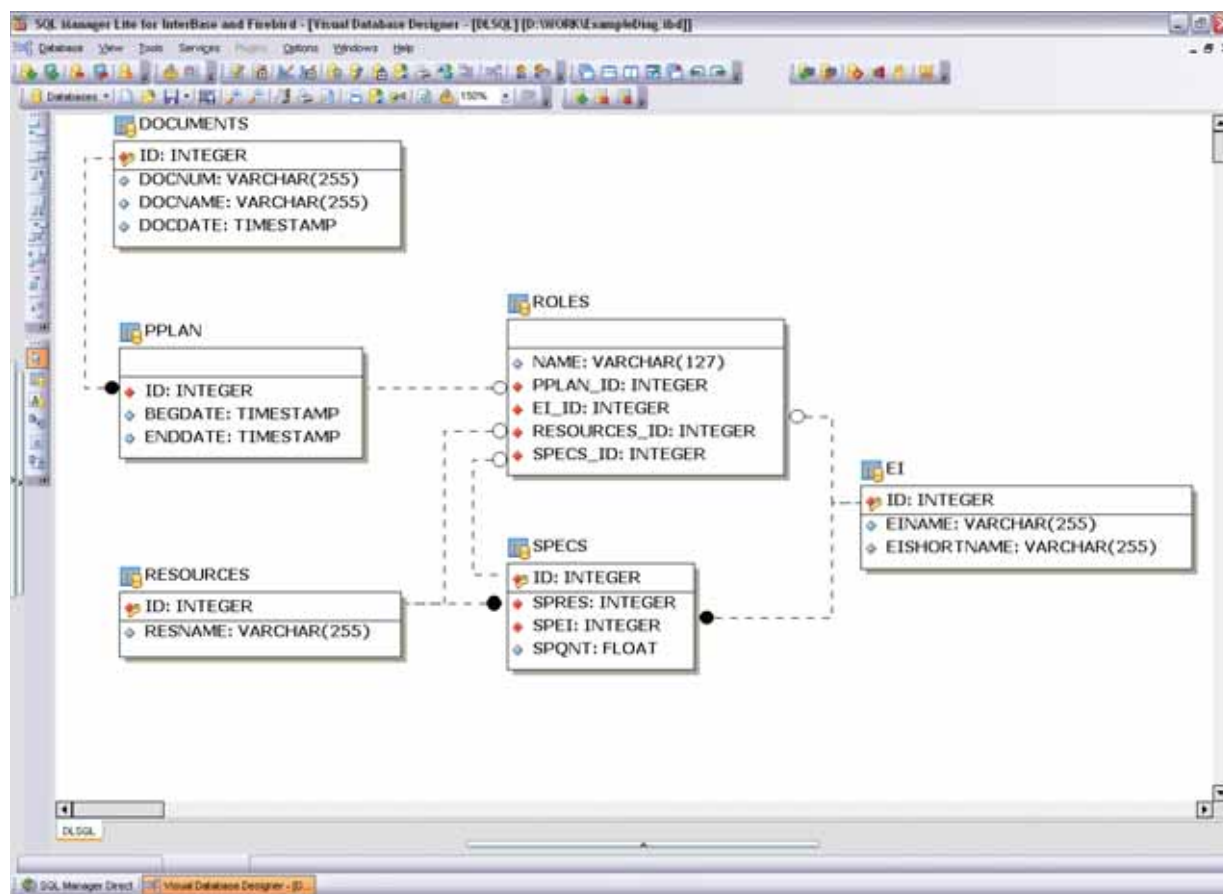 SQL Manager Lite for InterBase and Firebird - [Visual Database Designer - [DLSQL] [D:\WORK\ExampleDiag.ibd]]
Database View Tools Services Plugins Options Windows Help
Databases 150%
DOCUMENTS
ID: INTEGER
DOCNUM: VARCHAR(255)
DOCNAME: VARCHAR(255)
DOCDATE: TIMESTAMP
PPLAN
ID: INTEGER
BEGDATE: TIMESTAMP
ENDDATE: TIMESTAMP
ROLES
NAME: VARCHAR(127)
PPLAN_ID: INTEGER
EI_ID: INTEGER
RESOURCES_ID: INTEGER
SPECS_ID: INTEGER
EI
ID: INTEGER
EINAME: VARCHAR(255)
EISHORTNAME: VARCHAR(255)
RESOURCES
ID: INTEGER
RESNAME: VARCHAR(255)
SPECS
ID: INTEGER
SPRES: INTEGER
SPEI: INTEGER
SPQNT: FLOAT
DLSQL
SQL Manager Direct Visual Database Designer - [D...